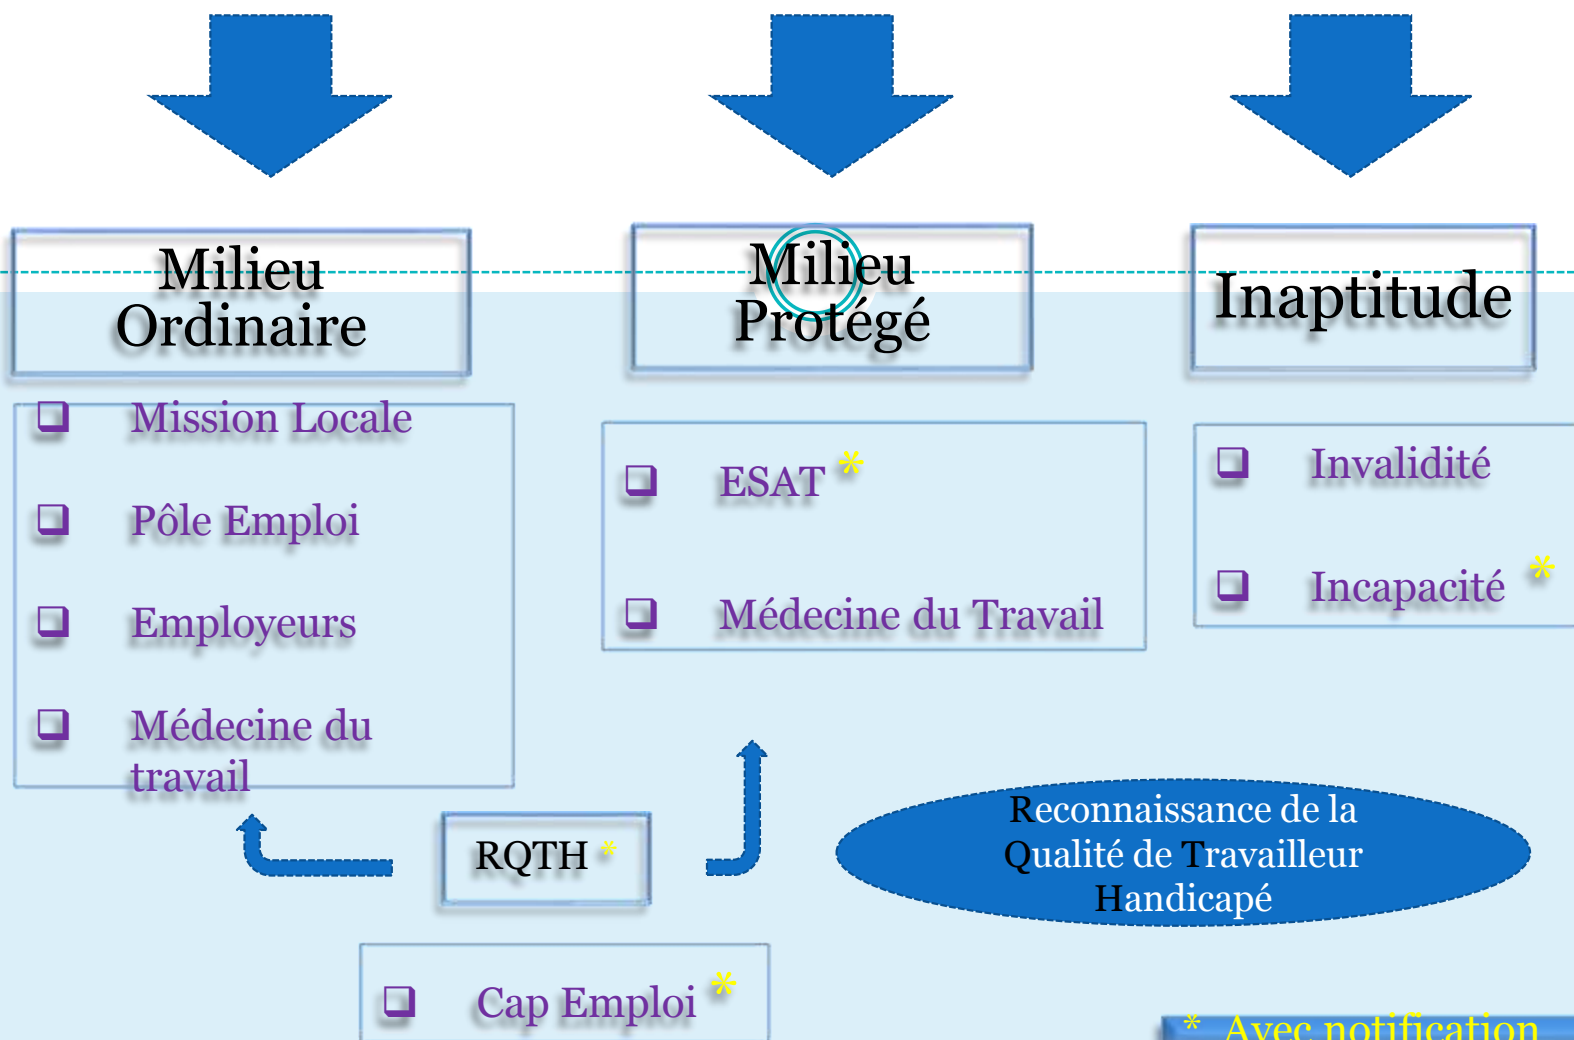 Milieu
Ordinaire
Mission Locale
Pôle Emploi
Employeurs
Médecine du
travail
Milieu
Protégé
ESAT *
Médecine du Travail
Inaptitude
Invalidité
Incapacité *
RQTH *
Cap Emploi *
Reconnaissance de la
Qualité de Travailleur
Handicapé
* Avec notification